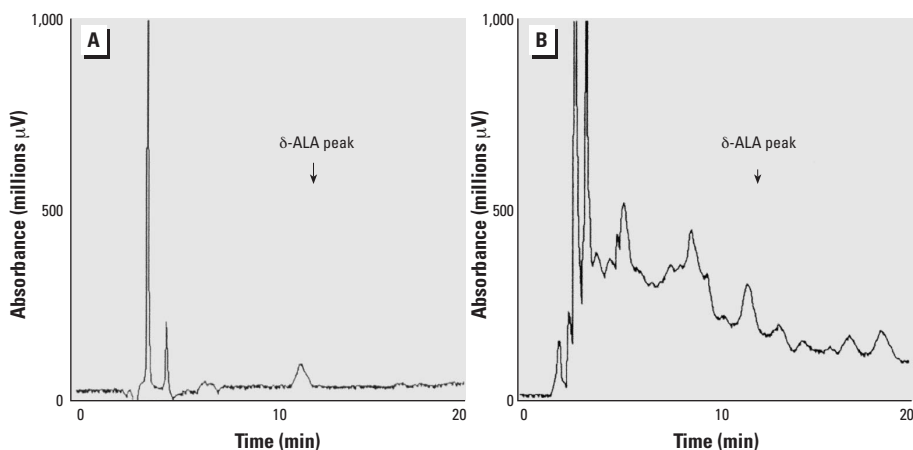 A
Absorbance (millions μV)
1,000
500
0
δ-ALA peak
0 10 20
Time (min)
B
Absorbance (millions μV)
1,000
500
0
δ-ALA peak
0 10 20
Time (min)